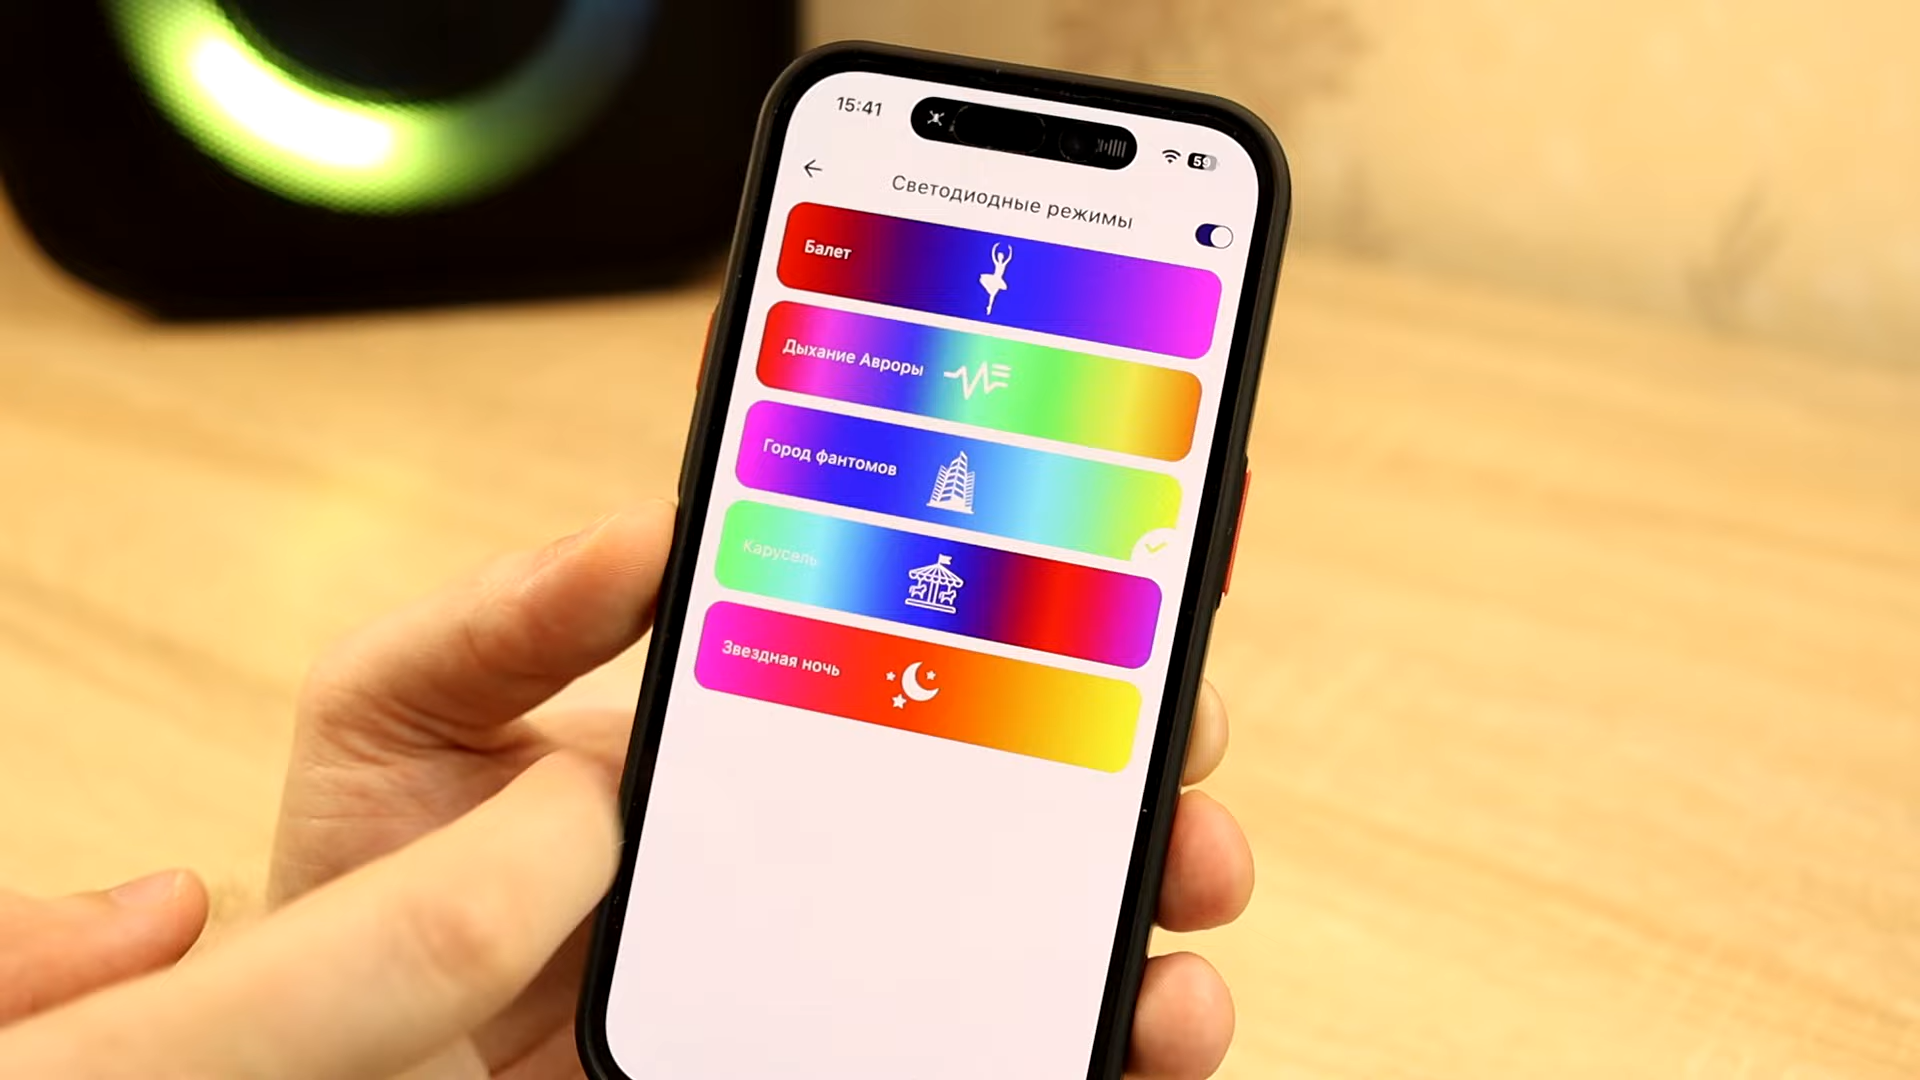 15:41
59
Светодиодные режимы
Балет
Дыхание Авроры
Город фантомов
Карусель
Звездная ночь